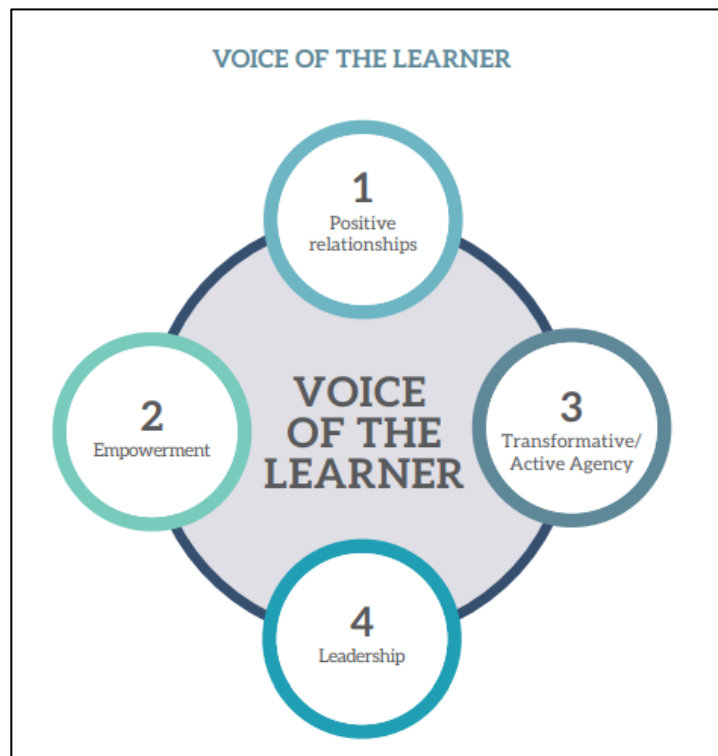 VOICE OF THE LEARNER
1
Positive
relationships
2
Empowerment
VOICE
OF THE
LEARNER
3
Transformative/
Active Agency
4
Leadership